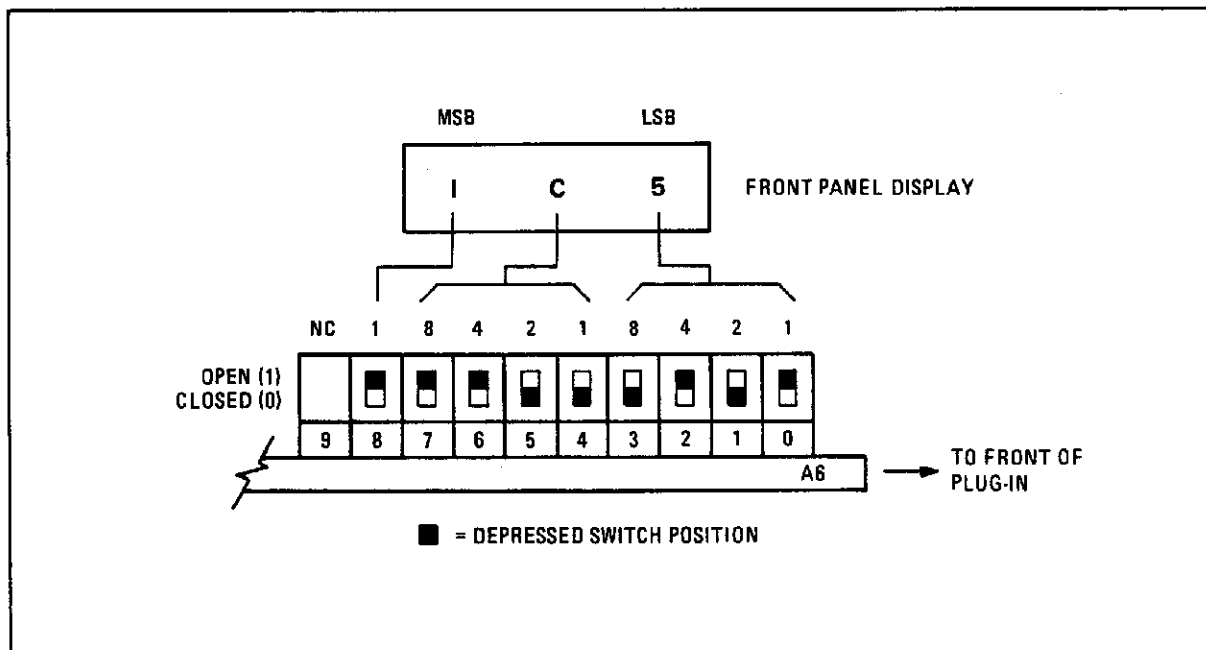 MSB LSB
1 C 5 FRONT PANEL DISPLAY
NC 1 8 4 2 1 8 4 2 1
OPEN (1)
CLOSED (0)
9 8 7 6 5 4 3 2 1 0
A6
TO FRONT OF
PLUG-IN
= DEPRESSED SWITCH POSITION